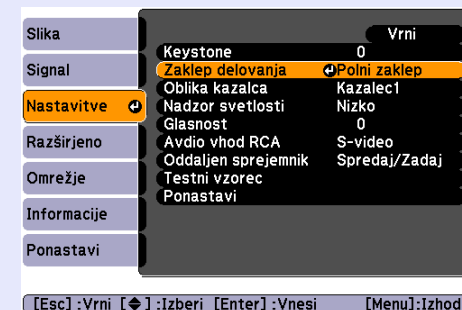 Slika
Signal
Nastavitve
Razširjeno
Omrežje
Informacije
Ponastavi
Vrni
Keystone 0
Zaklep delovanja Polni zaklep
Oblika kazalca Kazalec1
Nadzor svetlosti Nizko
Glasnost 0
Avdio vhod RCA S-video
Oddaljen sprejemnik Spredaj/Zadaj
Testni vzorec
Ponastavi
[Esc] :Vrni [◆] :Izberi [Enter] :Vnesi [Menu]:Izhod